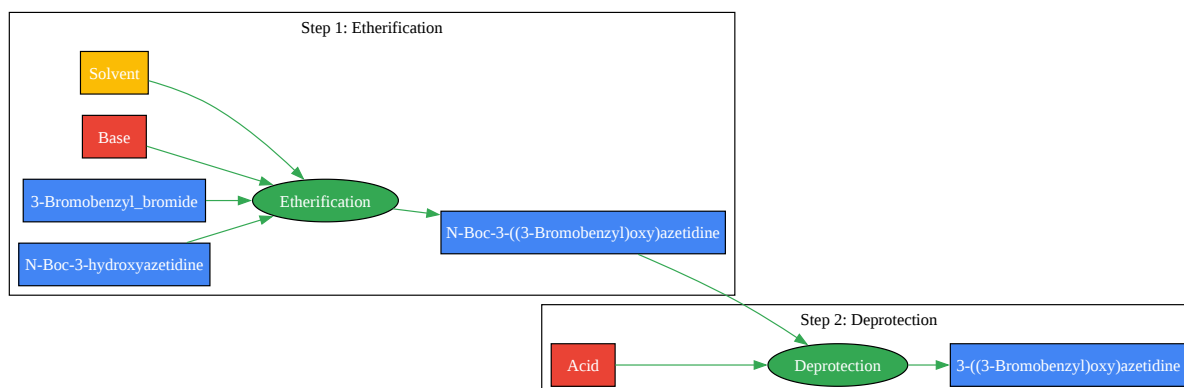 Step 1: Etherification
Solvent
Base
3-Bromobenzyl_bromide
Etherification
N-Boc-3-hydroxyazetidine
N-Boc-3-((3-Bromobenzyl)oxy)azetidine
Step 2: Deprotection
Acid
Deprotection
3-((3-Bromobenzyl)oxy)azetidine